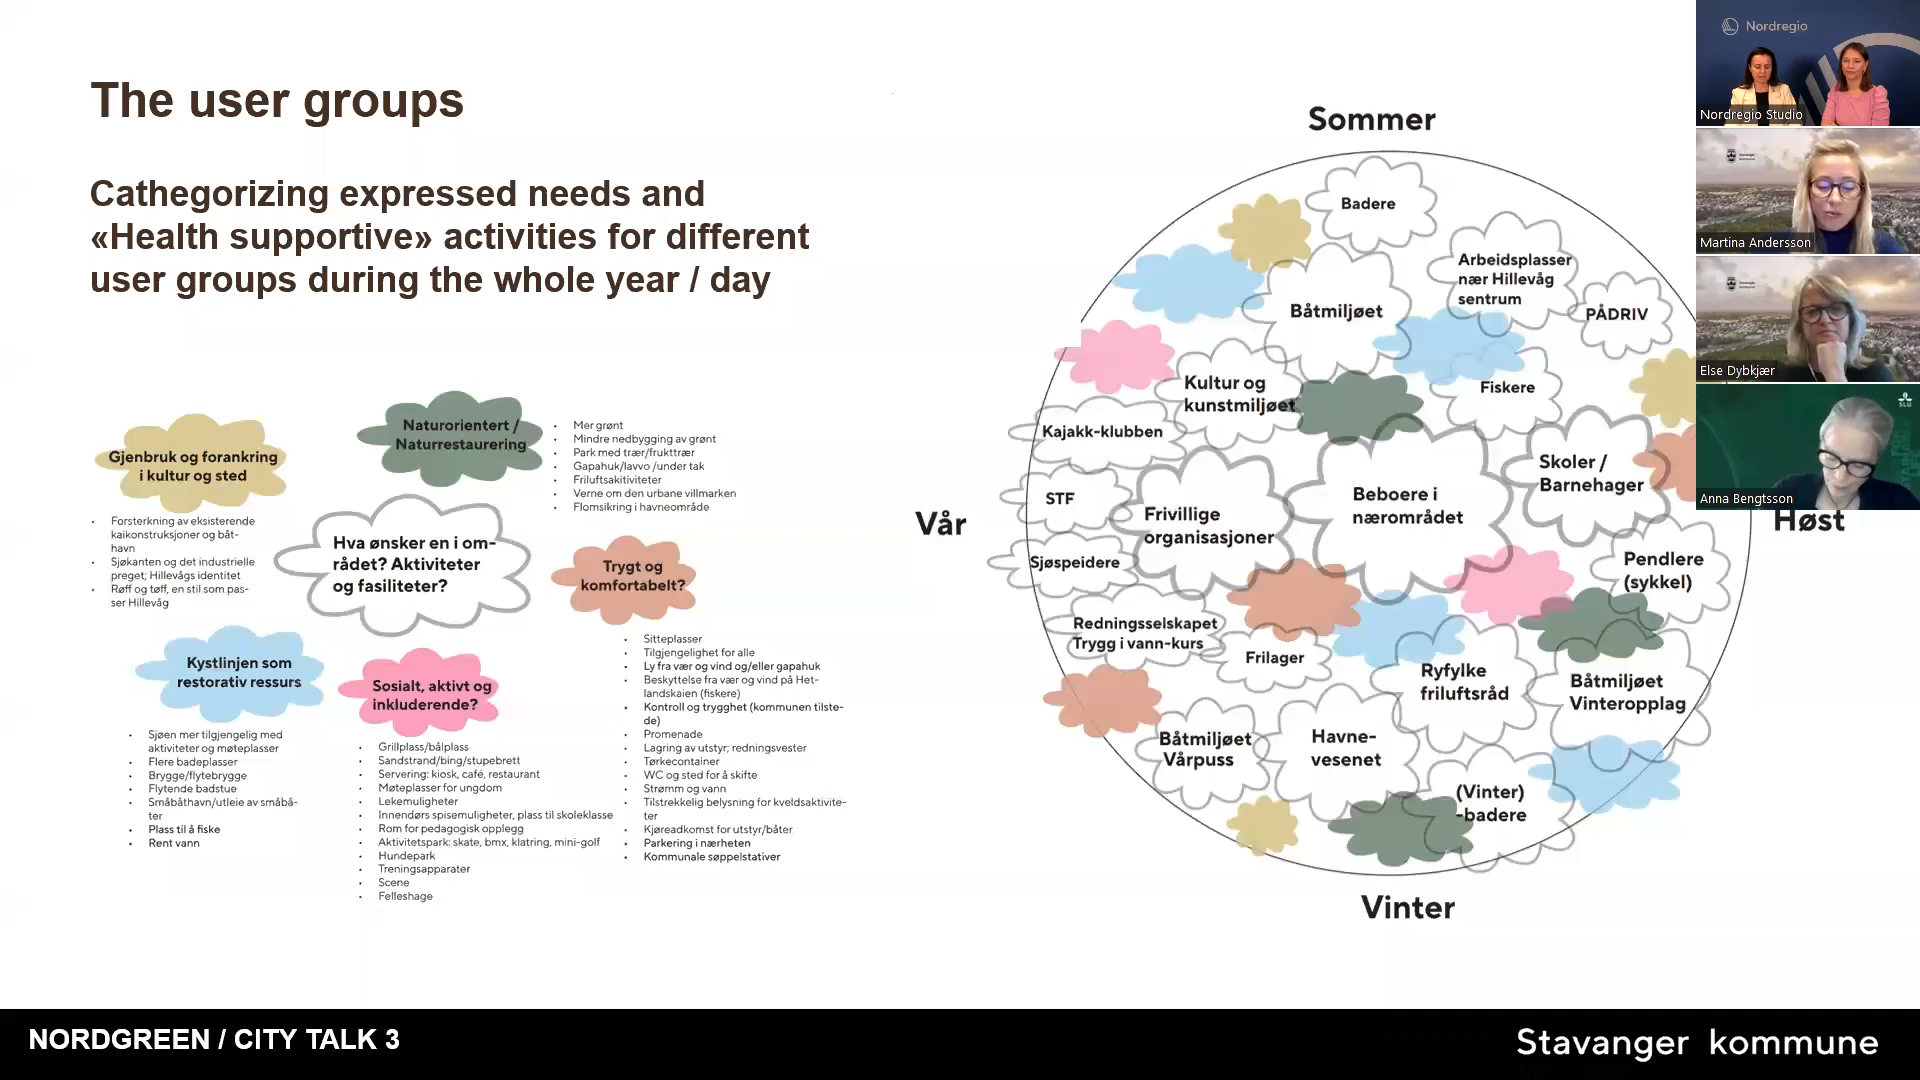 The user groups
Cathegorizing expressed needs and
«Health supportive» activities for different
user groups during the whole year / day
Gjenbruk og forankring
i kultur og sted
• Forsterkning av eksisterende
kaikonstruksjoner og båt-
havn
• Sjøkanten og det industrielle
preget; Hillevågs identitet
• Røff og tøff, en stil som pas-
ser Hillevåg
Naturorientert /
Naturrestaurering
• Mer grønt
• Mindre nedbygging av grønt
• Park med trær/frukttrær
• Gapahuk/lavvo /under tak
• Friluftsakitiviteter
• Verne om den urbane villmarken
• Flomsikring i havneområde
Hva ønsker en i om-
rådet? Aktiviteter
og fasiliteter?
Trygt og
komfortabelt?
• Sitteplasser
• Tilgjengelighet for alle
• Ly fra vær og vind og/eller gapahuk
• Beskyttelse fra vær og vind på Het-
landskaien (fiskere)
• Kontroll og trygghet (kommunen tilste-
de)
• Promenade
• Lagring av utstyr; redningsvester
• Tørkecontainer
• WC og sted for å skifte
• Strømm og vann
• Tilstrekkelig belysning for kveldsaktivite-
ter
• Kjøreadkomst for utstyr/båter
• Parkering i nærheten
• Kommunale søppelstativer
Kystlinjen som
restorativ ressurs
• Sjøen mer tilgjengelig med
aktiviteter og møteplasser
• Flere badeplasser
• Brygge/flytebrygge
• Flytende badstue
• Småbåthavn/utleie av småbå-
ter
• Plass til å fiske
• Rent vann
Sosialt, aktivt og
inkluderende?
• Grillplass/bålplass
• Sandstrand/bing/stupebrett
• Servering: kiosk, café, restaurant
• Møteplasser for ungdom
• Lekemuligheter
• Innendørs spisemuligheter, plass til skoleklasse
• Rom for pedagogisk opplegg
• Aktivitetspark: skate, bmx, klatring, mini-golf
• Hundepark
• Treningsapparater
• Scene
• Felleshage
Sommer
Badere
Båtmiljøet
Arbeidsplasser
nær Hillevåg
sentrum
PÅDRIV
Kultur og
kunstmiljøet
Fiskere
Kajakk-klubben
Skoler /
Barnehager
STF
Beboere i
nærområdet
Vår
Frivillige
organisasjoner
Høst
Sjøspeidere
Pendlere
(sykkel)
Redningsselskapet
Trygg i vann-kurs
Frilager
Ryfylke
friluftsråd
Båtmiljøet
Vinteropplag
Båtmiljøet
Vårpuss
Havne-
vesenet
(Vinter)
-badere
Vinter
Nordregio
Nordregio Studio
Martina Andersson
Else Dybkjær
SLU
Anna Bengtsson
NORDGREEN / CITY TALK 3
Stavanger kommune